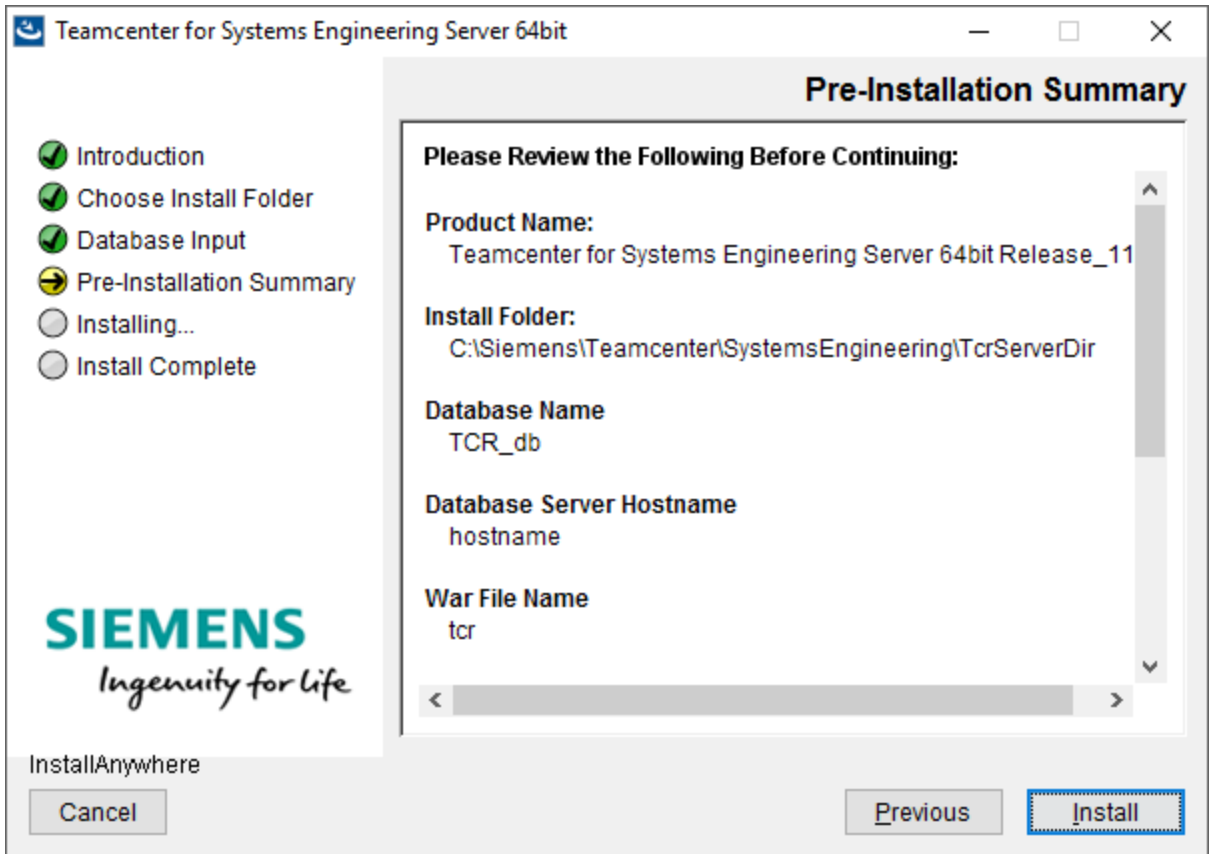 Teamcenter for Systems Engineering Server 64bit
Pre-Installation Summary
Introduction
Choose Install Folder
Database Input
Pre-Installation Summary
Installing...
Install Complete
Please Review the Following Before Continuing:
Product Name:
Teamcenter for Systems Engineering Server 64bit Release_11
Install Folder:
C:\Siemens\Teamcenter\SystemsEngineering\TcrServerDir
Database Name
TCR_db
Database Server Hostname
hostname
War File Name
tcr
SIEMENS
Ingenuity for life
InstallAnywhere
Cancel
Previous
Install